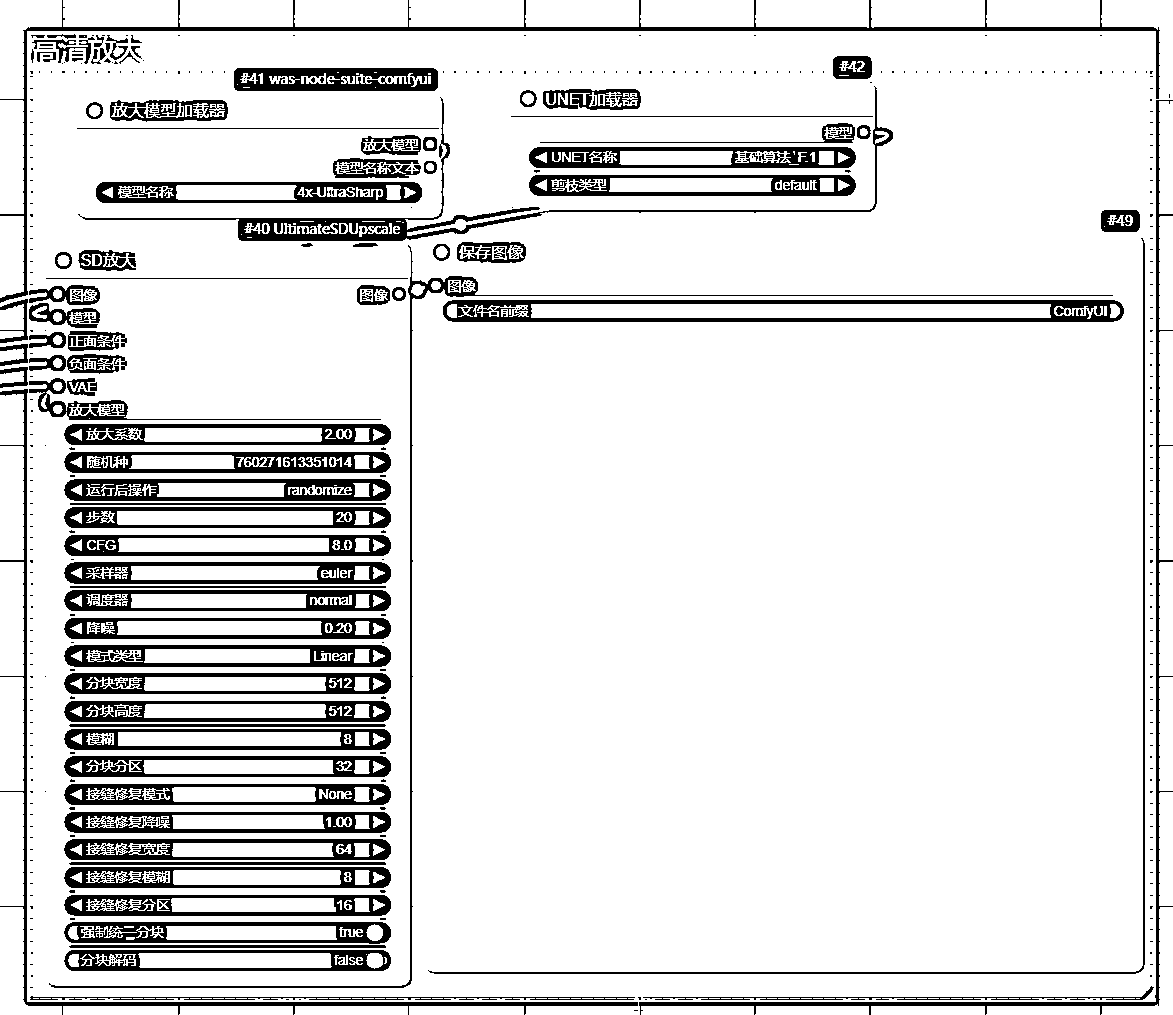 高清放大
#41 was-node-suite-comfyui
放大模型加载器
放大模型
模型名称文本
模型名称 4x-UltraSharp
#42
UNET加载器
模型
UNET名称 基础算法_F.1
剪枝类型 default
#40 UltimateSDUpscale
SD放大
图像 图像
模型
正面条件
负面条件
VAE
放大模型
放大系数 2.00
随机种 760271613351014
运行后操作 randomize
步数 20
CFG 8.0
采样器 euler
调度器 normal
降噪 0.20
模式类型 Linear
分块宽度 512
分块高度 512
模糊 8
分块分区 32
接缝修复模式 None
接缝修复降噪 1.00
接缝修复宽度 64
接缝修复模糊 8
接缝修复分区 16
强制统一分块 true
分块解码 false
#49
保存图像
图像
文件名前缀 ComfyUI